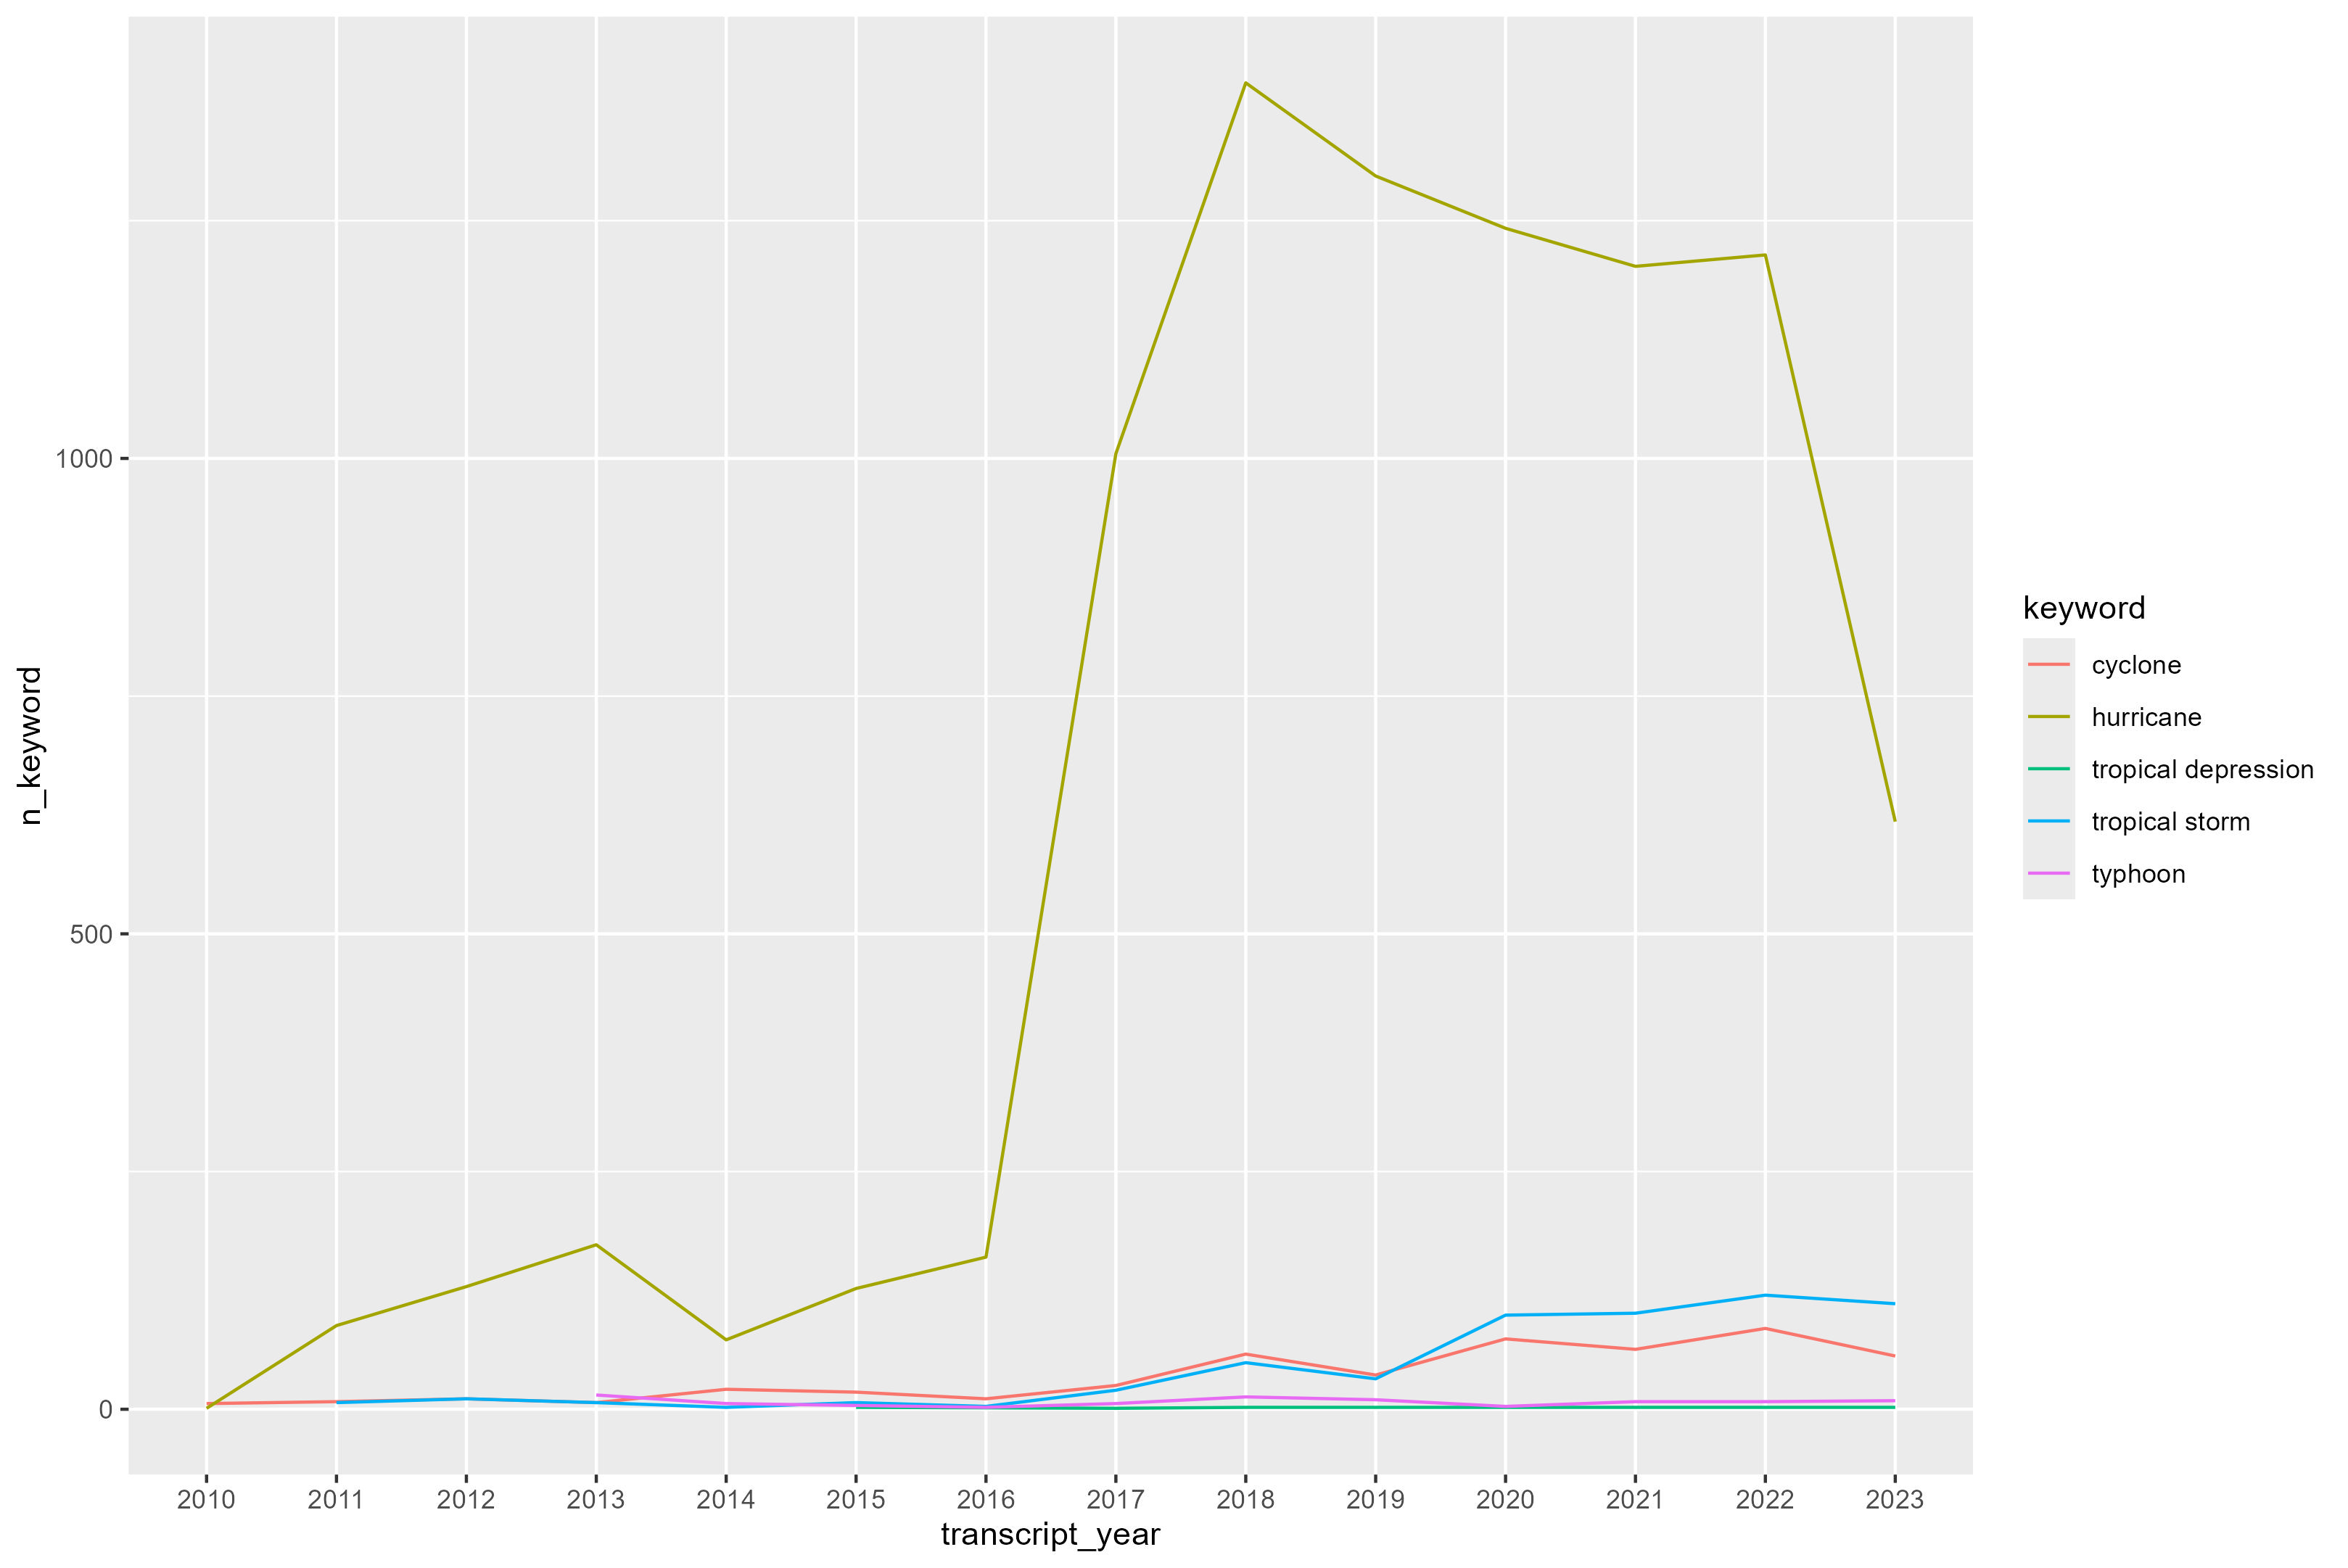 n_keyword
1000
500
0
2010 2011 2012 2013 2014 2015 2016 2017 2018 2019 2020 2021 2022 2023
transcript_year
keyword
cyclone
hurricane
tropical depression
tropical storm
typhoon